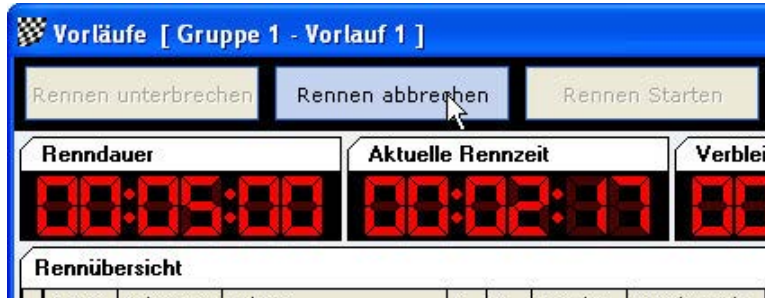 Vorläufe [ Gruppe 1 - Vorlauf 1 ]
Rennen unterbrechen Rennen abbrechen Rennen Starten
Renndauer Aktuelle Rennzeit Verblei
00:05:00 00:02:
Rennübersicht